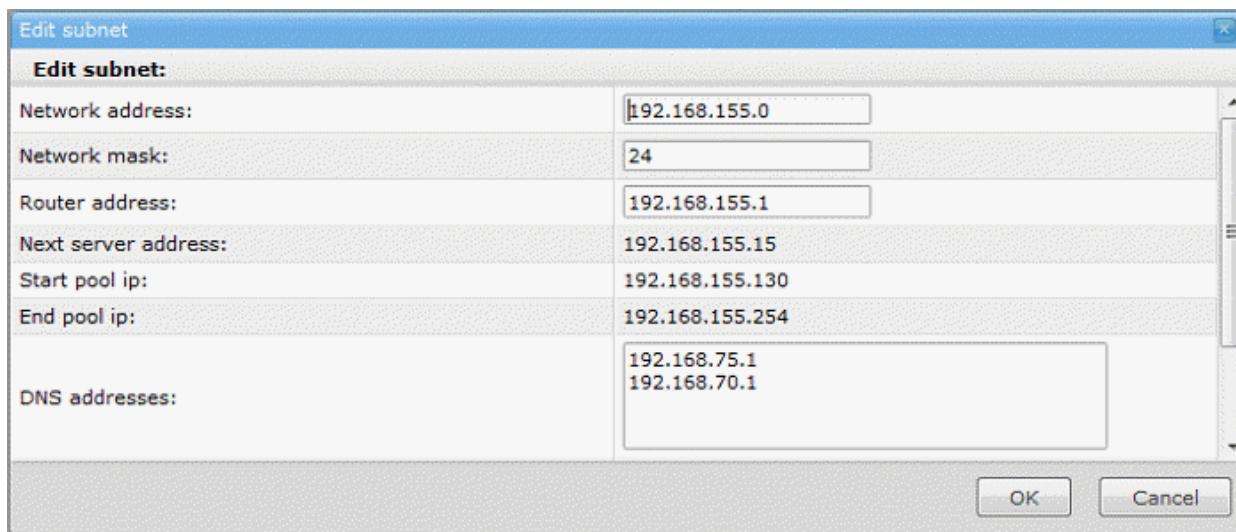 Edit subnet
Edit subnet:
Network address: 192.168.155.0
Network mask: 24
Router address: 192.168.155.1
Next server address: 192.168.155.15
Start pool ip: 192.168.155.130
End pool ip: 192.168.155.254
DNS addresses: 192.168.75.1
192.168.70.1
OK Cancel